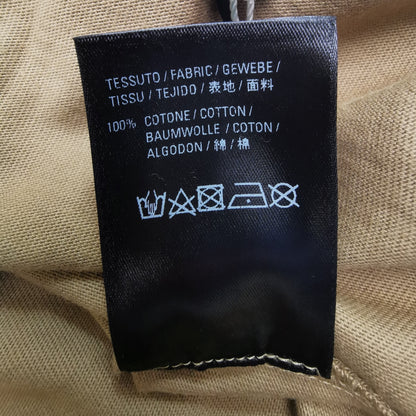 TESSUTO / FABRIC / GEWEBE /
TISSU / TEJIDO / 表地 / 面料
100% COTONE / COTTON /
BAUMWOLLE / COTON /
ALGODON / 綿 / 棉